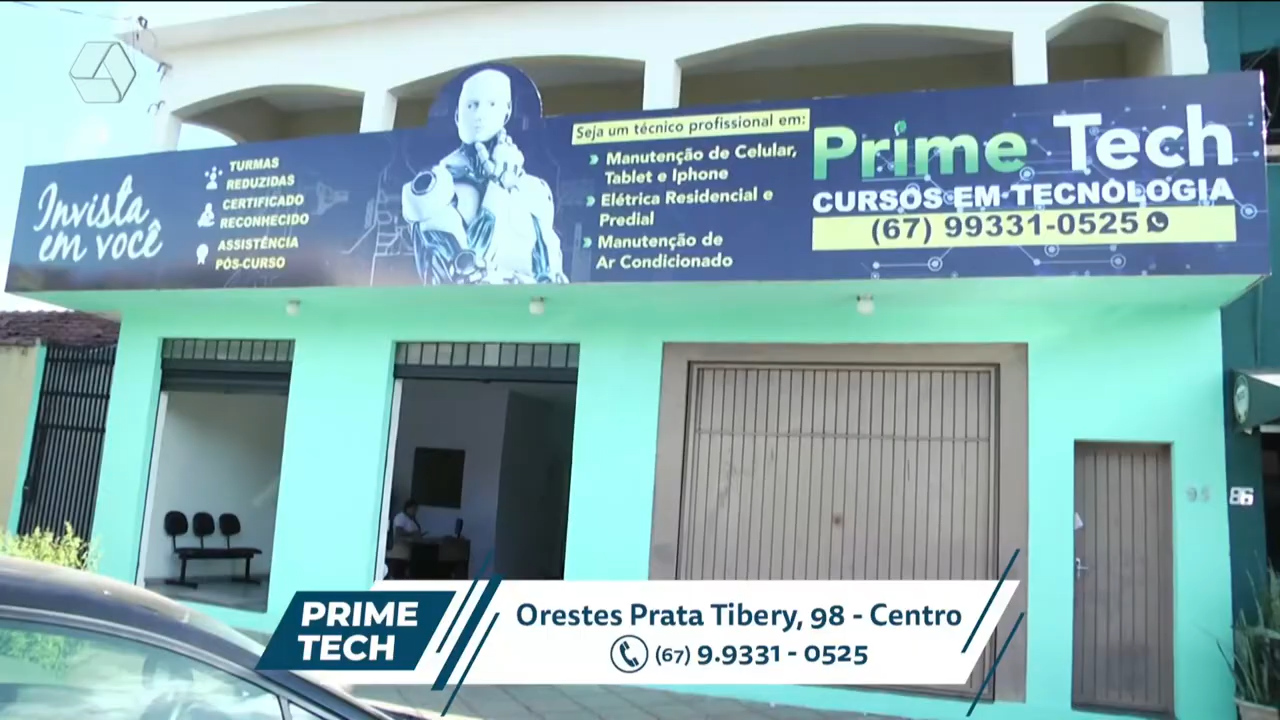 Invista
em você
TURMAS
REDUZIDAS
CERTIFICADO
RECONHECIDO
ASSISTÊNCIA
PÓS-CURSO
Seja um técnico profissional em:
» Manutenção de Celular,
Tablet e Iphone
» Elétrica Residencial e
Predial
» Manutenção de
Ar Condicionado
Prime Tech
CURSOS EM TECNOLOGIA
(67) 99331-0525
98
PRIME
TECH
Orestes Prata Tibery, 98 - Centro
(67) 9.9331 - 0525